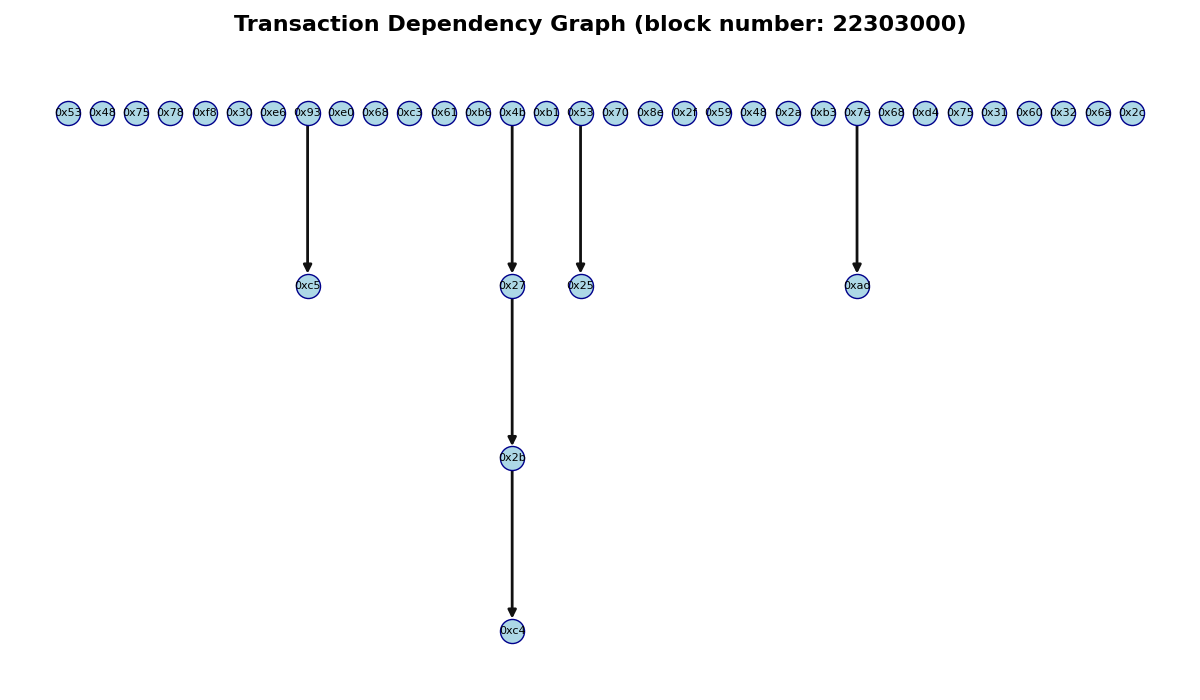 Transaction Dependency Graph (block number: 22303000)
0x53 0x48 0x75 0x78 0xf8 0x30 0xe6 0x93 0xe0 0x68 0xc3 0x61 0xb6 0x4b 0xb1 0x53 0x70 0x8e 0x2f 0x59 0x48 0x2a 0xb3 0x7e 0x68 0xd4 0x75 0x31 0x60 0x32 0x6a 0x2c
0xc5 0x27 0x25 0xad
0x2b
0xc4